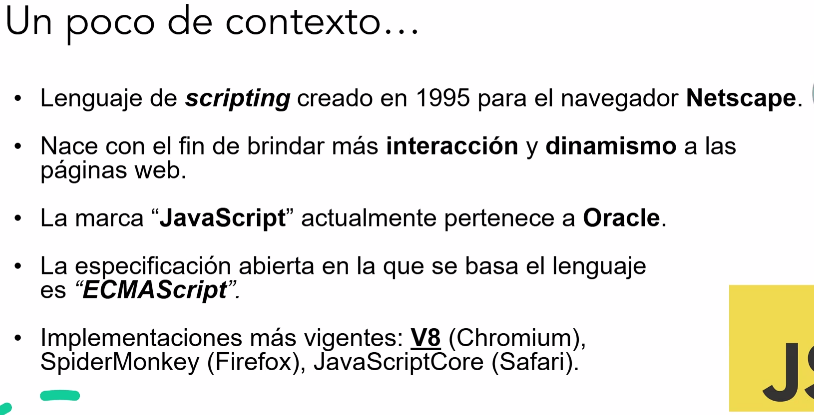 Un poco de contexto...
• Lenguaje de scripting creado en 1995 para el navegador Netscape.
• Nace con el fin de brindar más interacción y dinamismo a las
páginas web.
• La marca “JavaScript” actualmente pertenece a Oracle.
• La especificación abierta en la que se basa el lenguaje
es “ECMAScript”.
• Implementaciones más vigentes: V8 (Chromium),
SpiderMonkey (Firefox), JavaScriptCore (Safari).
JS